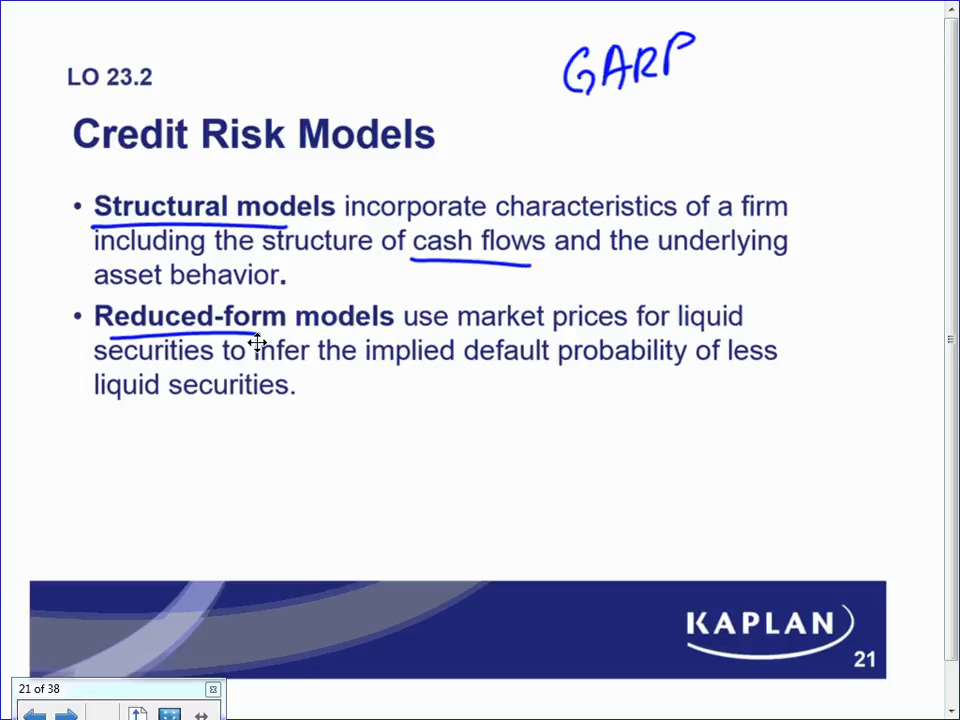 GARP
LO 23.2
Credit Risk Models
• Structural models incorporate characteristics of a firm
including the structure of cash flows and the underlying
asset behavior.
• Reduced-form models use market prices for liquid
securities to infer the implied default probability of less
liquid securities.
KAPLAN
21
21 of 38